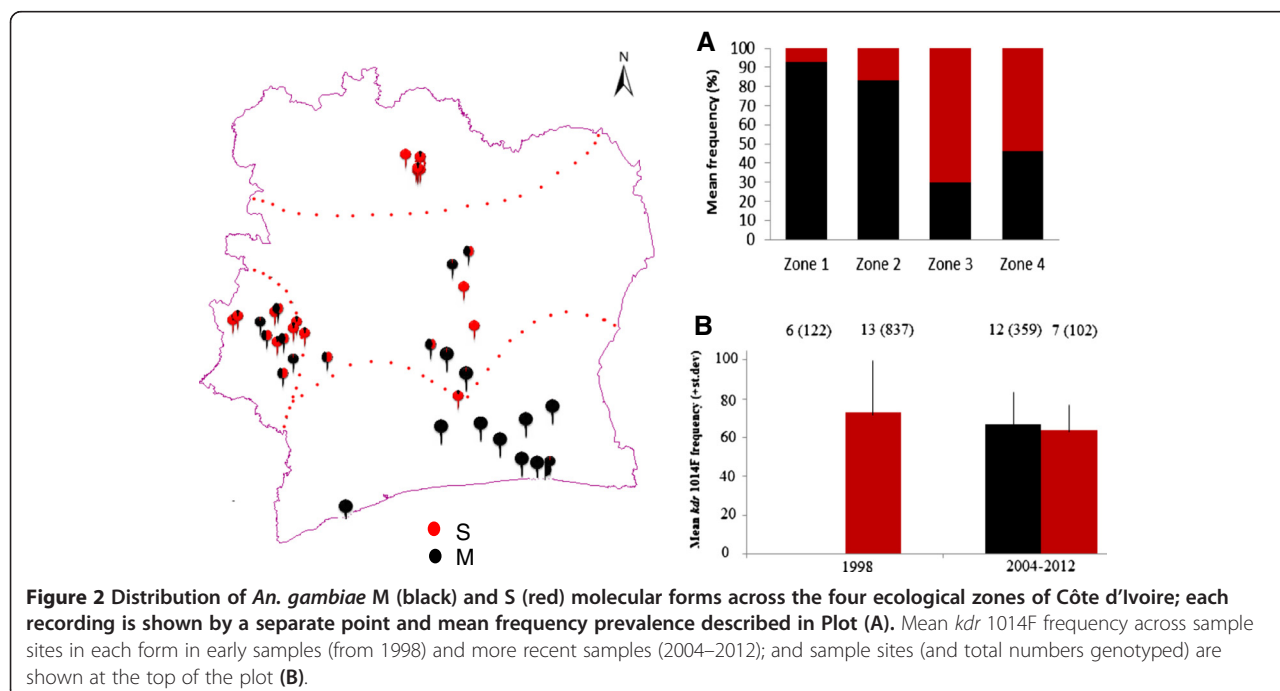 N
S
M
A
100
90
80
70
60
50
40
30
20
10
0
Mean frequency (%)
Zone 1 Zone 2 Zone 3 Zone 4
B
6 (122) 13 (837) 12 (359) 7 (102)
100
80
60
40
20
0
Mean kdr 1014F frequency (+st.dev)
1998 2004-2012
Figure 2 Distribution of An. gambiae M (black) and S (red) molecular forms across the four ecological zones of Côte d'Ivoire; each
recording is shown by a separate point and mean frequency prevalence described in Plot (A). Mean kdr 1014F frequency across sample
sites in each form in early samples (from 1998) and more recent samples (2004–2012); and sample sites (and total numbers genotyped) are
shown at the top of the plot (B).